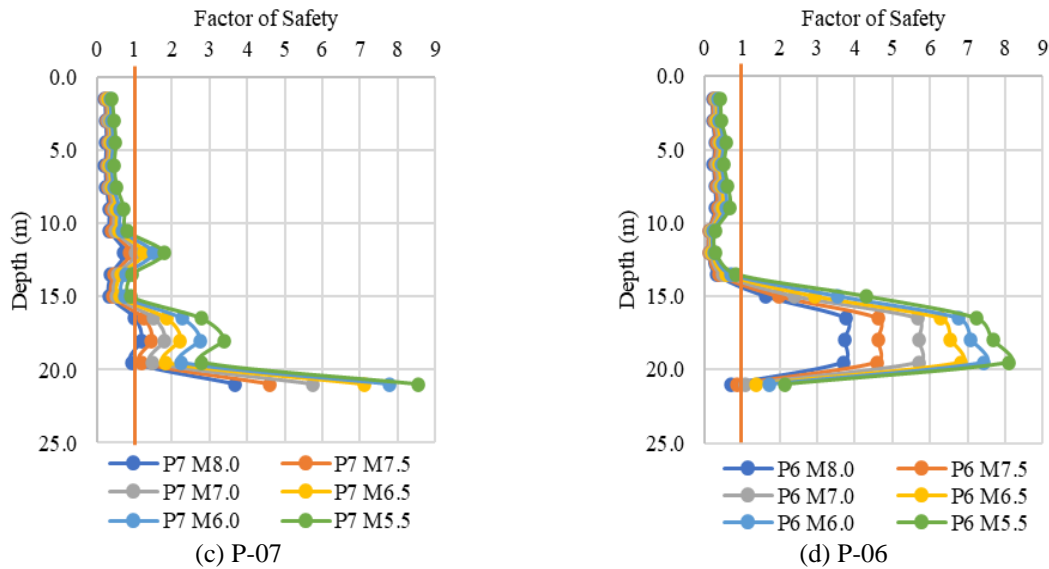 Factor of Safety
0 1 2 3 4 5 6 7 8 9
0.0
5.0
10.0
15.0
20.0
25.0
Depth (m)
P7 M8.0 P7 M7.5
P7 M7.0 P7 M6.5
P7 M6.0 P7 M5.5
(c) P-07
Factor of Safety
0 1 2 3 4 5 6 7 8 9
0.0
5.0
10.0
15.0
20.0
25.0
Depth (m)
P6 M8.0 P6 M7.5
P6 M7.0 P6 M6.5
P6 M6.0 P6 M5.5
(d) P-06